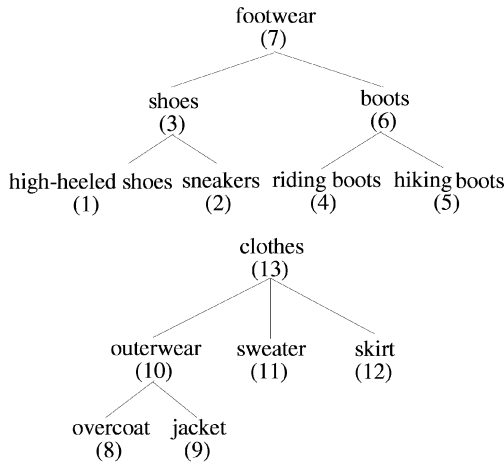 footwear
(7)
shoes boots
(3) (6)
high-heeled shoes sneakers riding boots hiking boots
(1) (2) (4) (5)
clothes
(13)
outerwear sweater skirt
(10) (11) (12)
overcoat jacket
(8) (9)